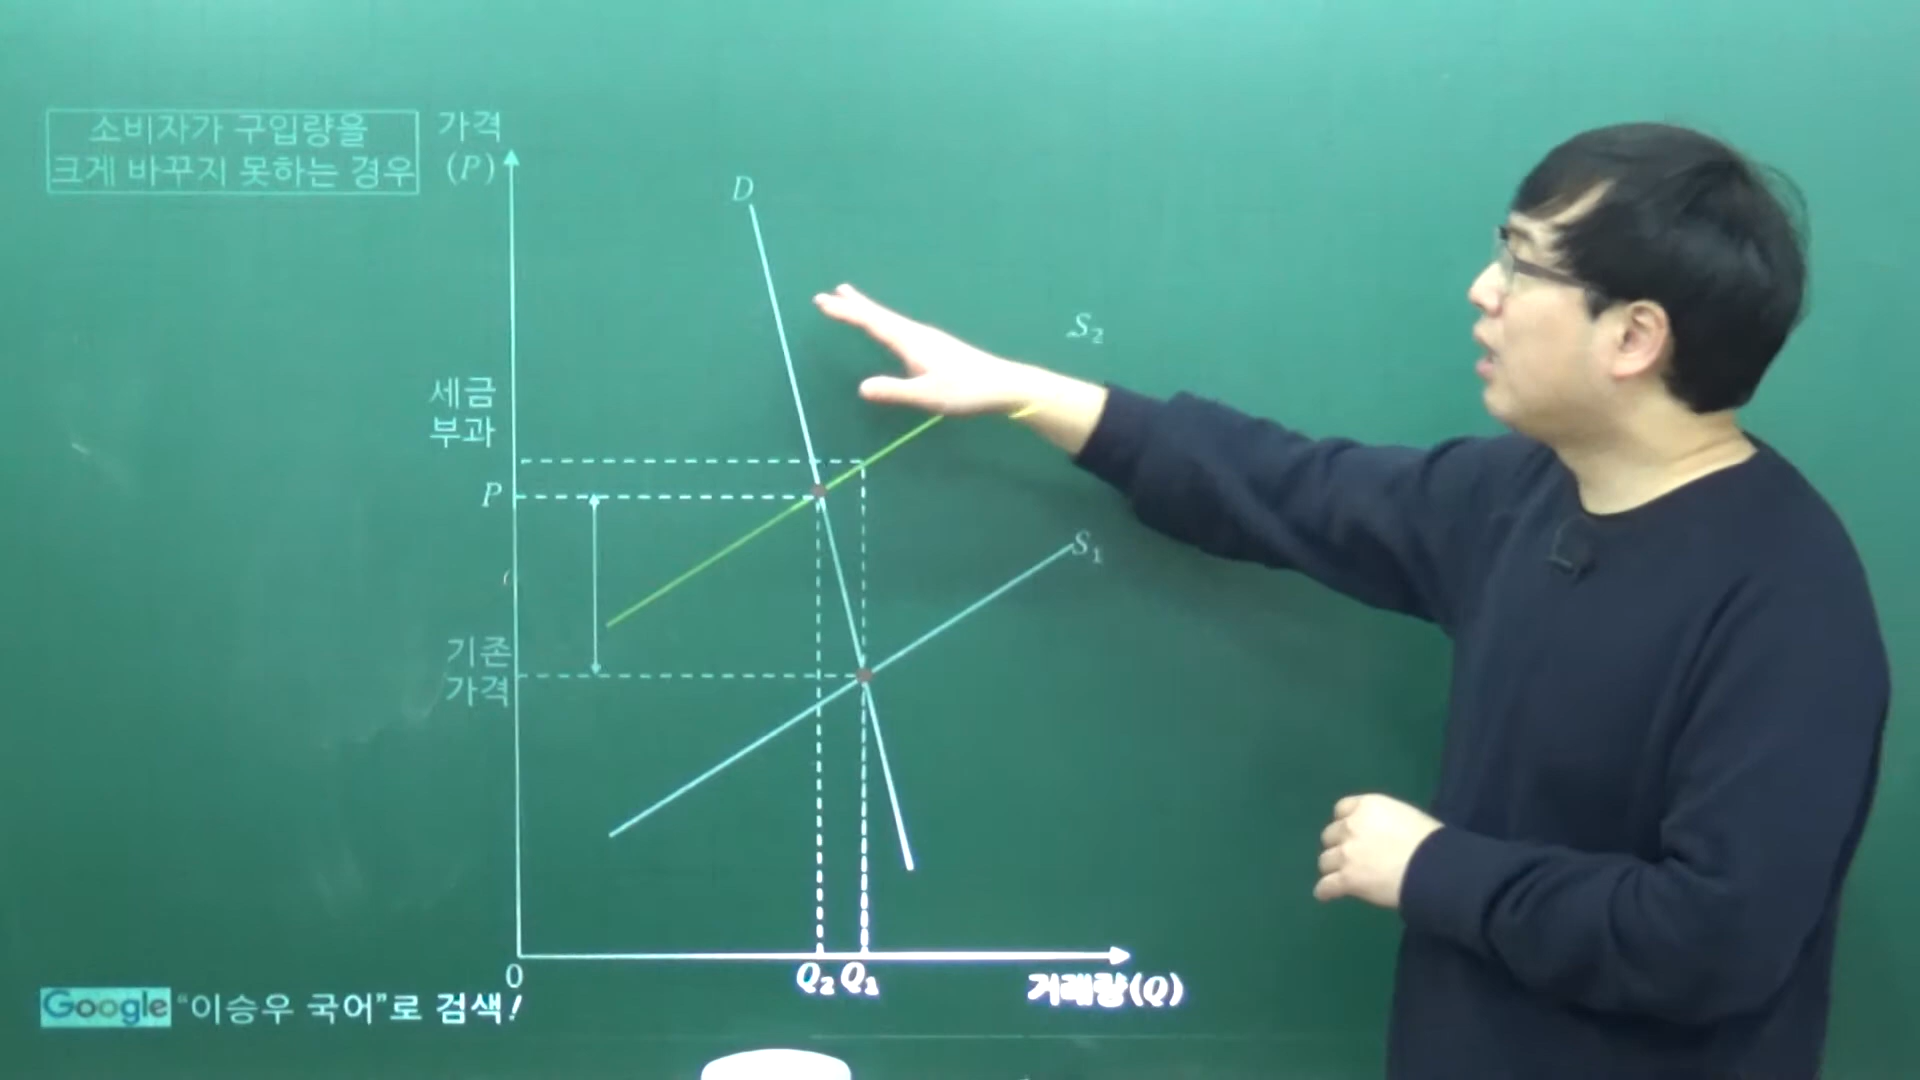 소비자가 구입량을
크게 바꾸지 못하는 경우
가격
(P)
D
S₂
세금
부과
P
S₁
기존
가격
0
Q₂ Q₁
거래량(Q)
Google “이승우 국어”로 검색!